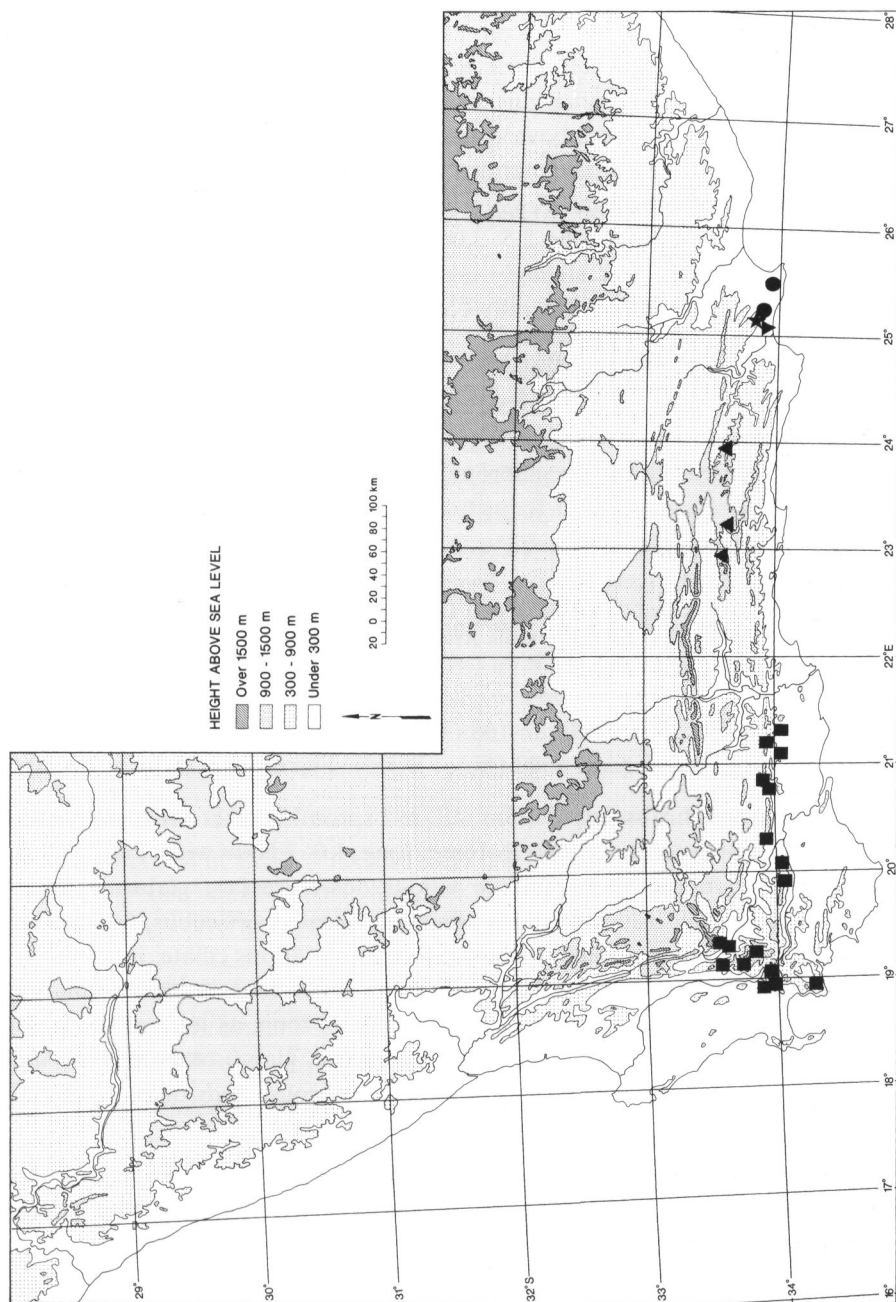 HEIGHT ABOVE SEA LEVEL
Over 1500 m
900 - 1500 m
300 - 900 m
Under 300 m
N
20 0 20 40 60 80 100 km
29°
30°
31°
32°S
33°
34°
16°
17°
18°
19°
20°
21°
22°E
23°
24°
25°
26°
27°
28°